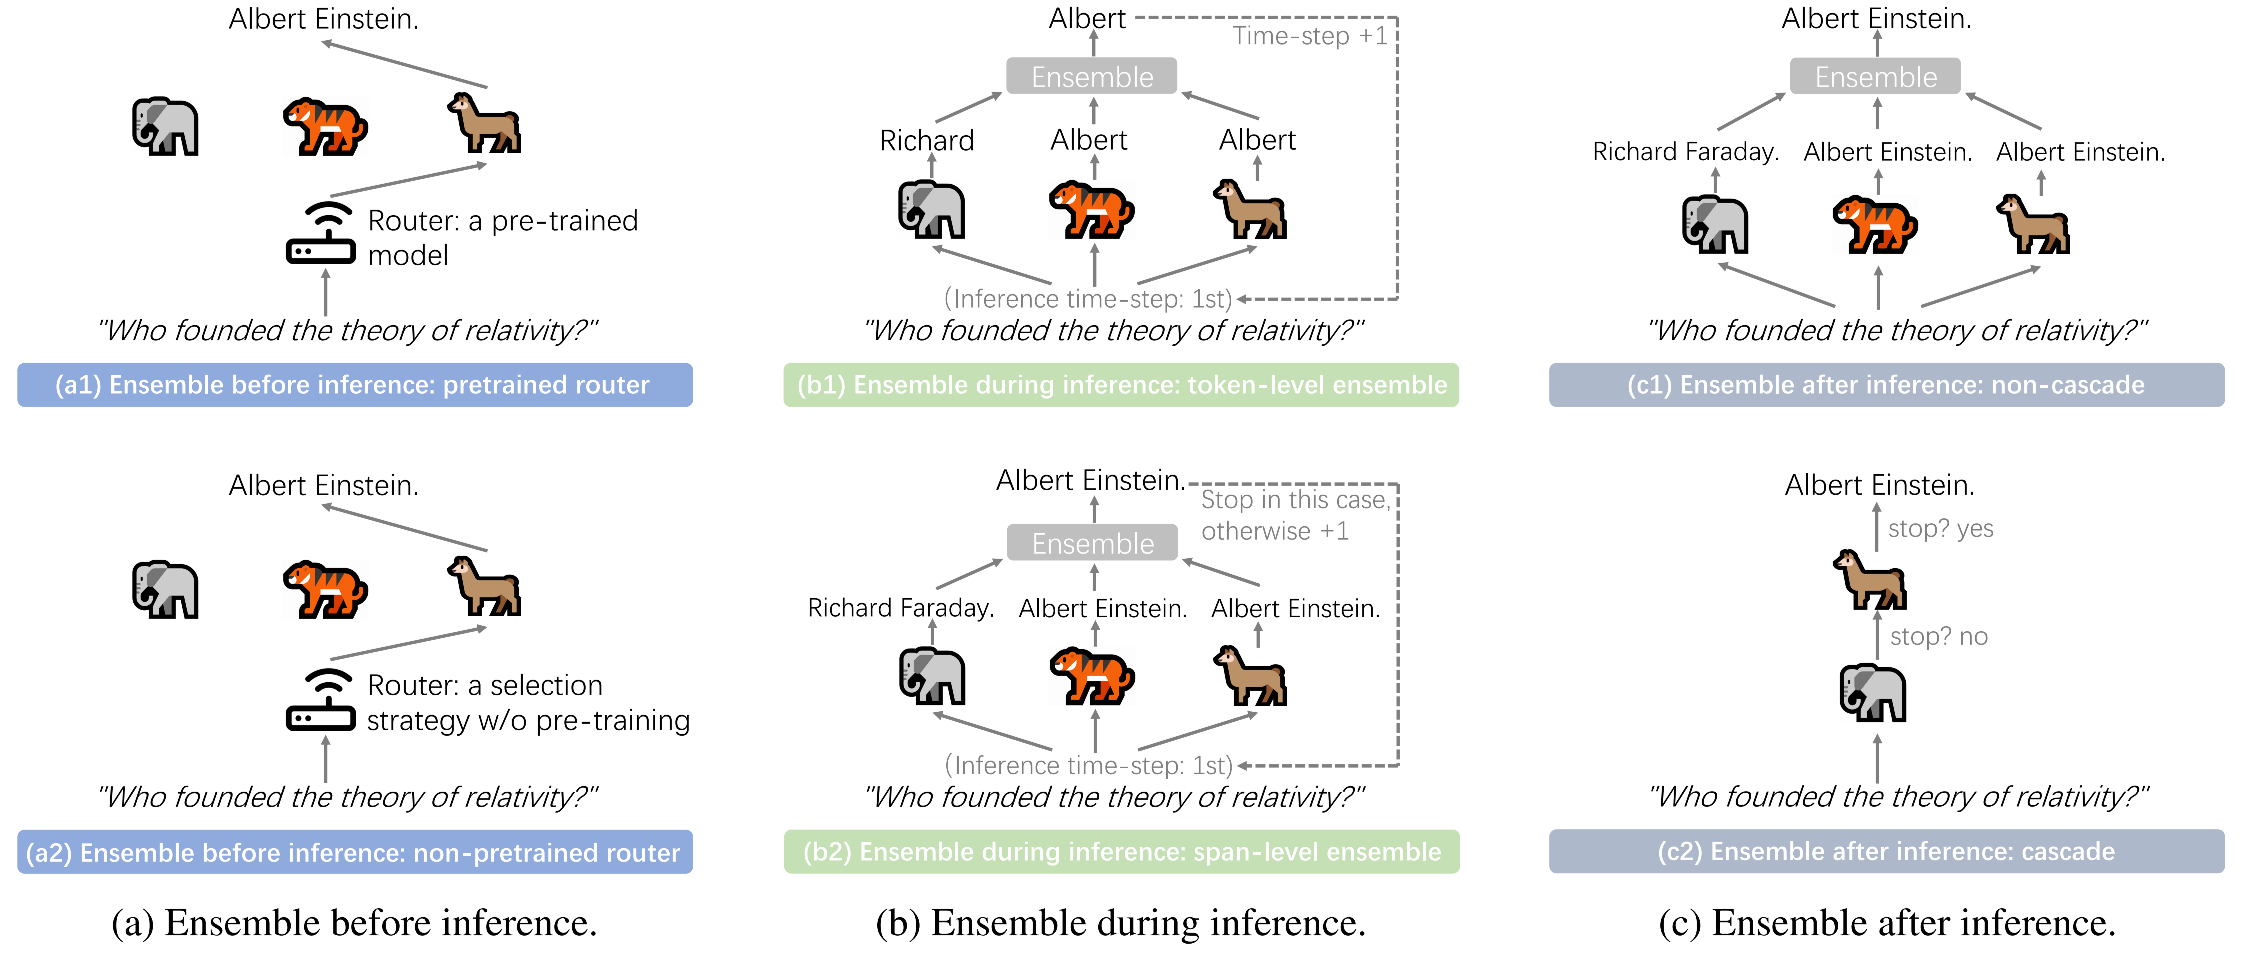 Albert Einstein.
Router: a pre-trained
model
"Who founded the theory of relativity?"
(a1) Ensemble before inference: pretrained router
Albert
Time-step +1
Ensemble
Richard
Albert
Albert
(Inference time-step: 1st)
"Who founded the theory of relativity?"
(b1) Ensemble during inference: token-level ensemble
Albert Einstein.
Ensemble
Richard Faraday.
Albert Einstein.
Albert Einstein.
"Who founded the theory of relativity?"
(c1) Ensemble after inference: non-cascade
Albert Einstein.
Router: a selection
strategy w/o pre-training
"Who founded the theory of relativity?"
(a2) Ensemble before inference: non-pretrained router
Albert Einstein.
Stop in this case,
otherwise +1
Ensemble
Richard Faraday.
Albert Einstein.
Albert Einstein.
(Inference time-step: 1st)
"Who founded the theory of relativity?"
(b2) Ensemble during inference: span-level ensemble
Albert Einstein.
stop? yes
stop? no
"Who founded the theory of relativity?"
(c2) Ensemble after inference: cascade
(a) Ensemble before inference.
(b) Ensemble during inference.
(c) Ensemble after inference.